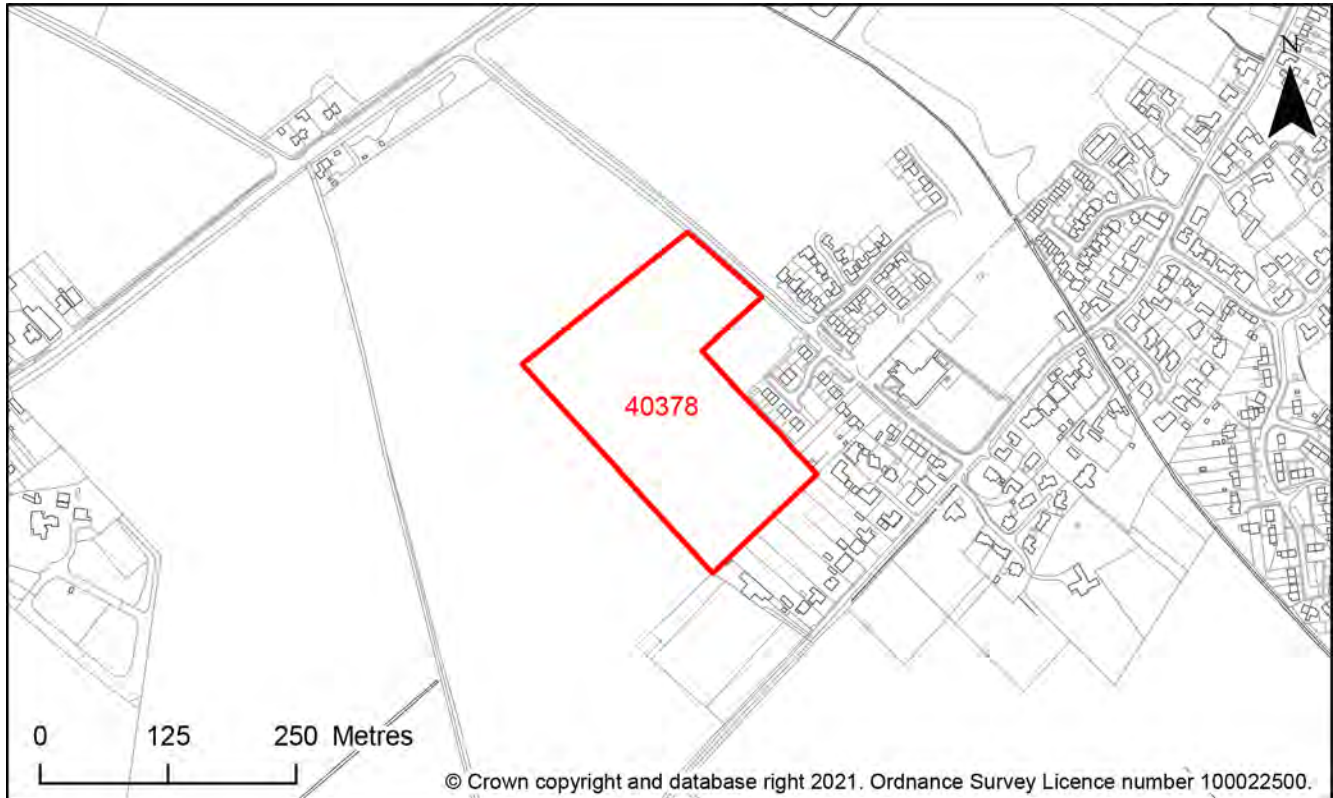 N
40378
0 125 250 Metres
© Crown copyright and database right 2021. Ordnance Survey Licence number 100022500.